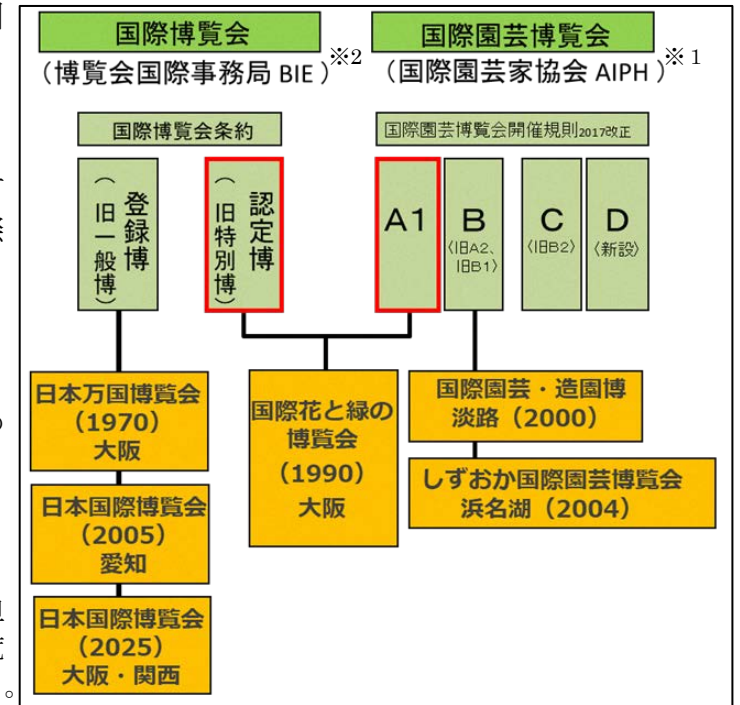 国際博覧会
（博覧会国際事務局 BIE）※2
国際園芸博覧会
（国際園芸家協会 AIPH）※1
国際博覧会条約
国際園芸博覧会開催規則2017改正
登録博
（旧一般博）
認定博
（旧特別博）
A1
B
〈旧A2、
旧B1〉
C
〈旧B2〉
D
〈新設〉
日本万国博覧会
（1970）
大阪
日本国際博覧会
（2005）
愛知
日本国際博覧会
（2025）
大阪・関西
国際花と緑の
博覧会
（1990）
大阪
国際園芸・造園博
淡路（2000）
しずおか国際園芸博覧会
浜名湖（2004）
。